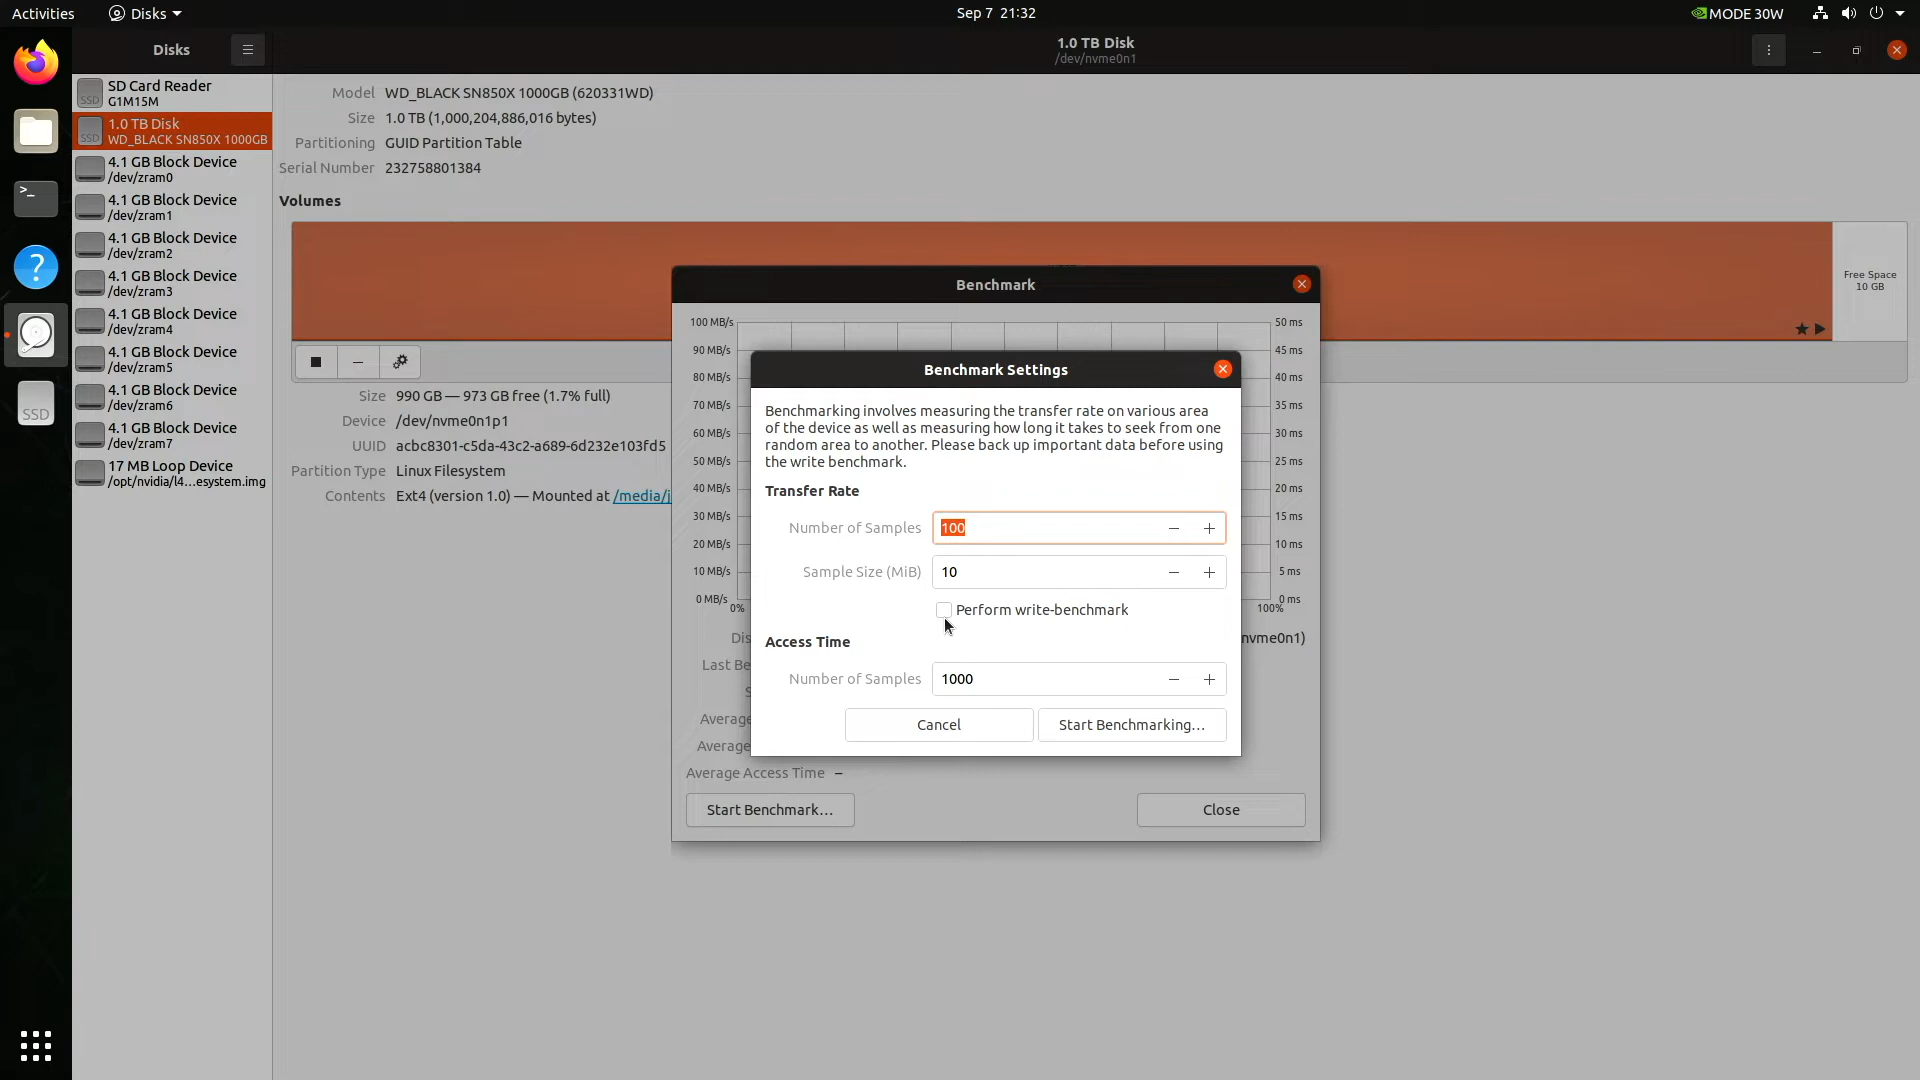 Activities
Disks
Sep 7 21:32
MODE 30W
Disks
1.0 TB Disk
/dev/nvme0n1
SD Card Reader
G1M15M
1.0 TB Disk
WD_BLACK SN850X 1000GB
4.1 GB Block Device
/dev/zram0
4.1 GB Block Device
/dev/zram1
4.1 GB Block Device
/dev/zram2
4.1 GB Block Device
/dev/zram3
4.1 GB Block Device
/dev/zram4
4.1 GB Block Device
/dev/zram5
4.1 GB Block Device
/dev/zram6
4.1 GB Block Device
/dev/zram7
17 MB Loop Device
/opt/nvidia/l4...esystem.img
SSD
SSD
SSD
Model WD_BLACK SN850X 1000GB (620331WD)
Size 1.0 TB (1,000,204,886,016 bytes)
Partitioning GUID Partition Table
Serial Number 232758801384
Volumes
Free Space
10 GB
Size 990 GB — 973 GB free (1.7% full)
Device /dev/nvme0n1p1
UUID acbc8301-c5da-43c2-a689-6d232e103fd5
Partition Type Linux Filesystem
Contents Ext4 (version 1.0) — Mounted at /media/j
Benchmark
100 MB/s
90 MB/s
80 MB/s
70 MB/s
60 MB/s
50 MB/s
40 MB/s
30 MB/s
20 MB/s
10 MB/s
0 MB/s
0%
50 ms
45 ms
40 ms
35 ms
30 ms
25 ms
20 ms
15 ms
10 ms
5 ms
0 ms
100%
Dis
nvme0n1)
Last Be
S
Average
Average
Average Access Time –
Start Benchmark...
Close
Benchmark Settings
Benchmarking involves measuring the transfer rate on various area
of the device as well as measuring how long it takes to seek from one
random area to another. Please back up important data before using
the write benchmark.
Transfer Rate
Number of Samples 100
Sample Size (MiB) 10
Perform write-benchmark
Access Time
Number of Samples 1000
Cancel
Start Benchmarking...